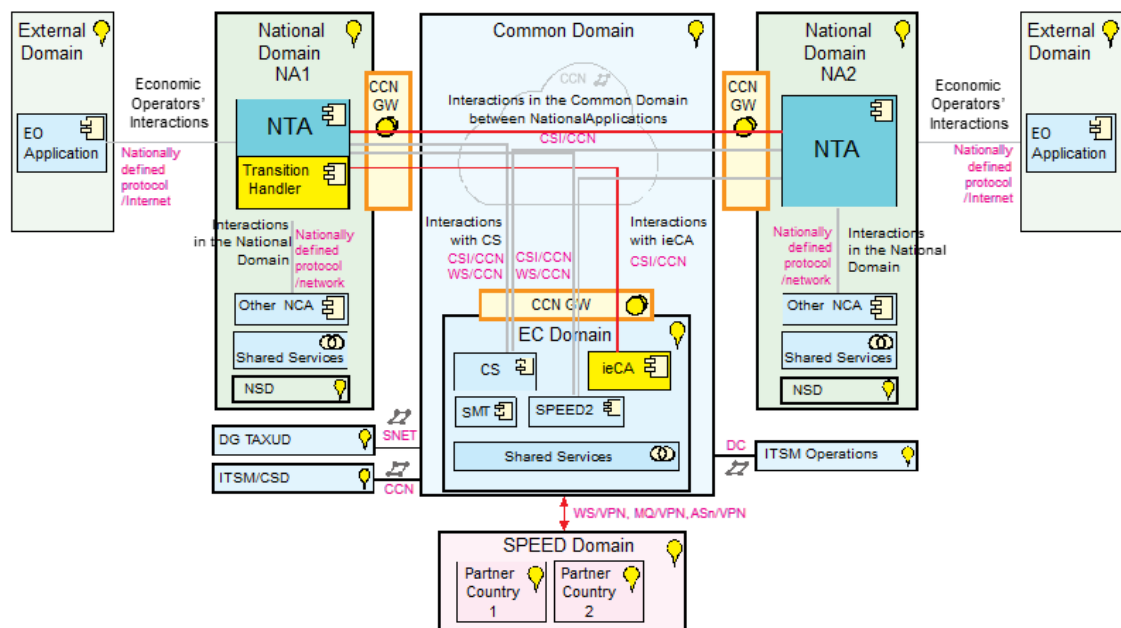 External
Domain
EO
Application
Economic
Operators'
Interactions
Nationally
defined
protocol
/Internet
National
Domain
NA1
NTA
Transition
Handler
Interactions
in the National
Domain
Nationally
defined
protocol
/network
Other NCA
Shared Services
NSD
CCN
GW
Common Domain
CCN
Interactions in the Common Domain
between NationalApplications
CSI/CCN
Interactions
with CS
CSI/CCN
WS/CCN
CSI/CCN
WS/CCN
Interactions
with ieCA
CSI/CCN
CCN GW
EC Domain
CS
ieCA
SMT
SPEED2
Shared Services
CCN
GW
National
Domain
NA2
NTA
Nationally
defined
protocol
/network
Interactions
in the National
Domain
Other NCA
Shared Services
NSD
Economic
Operators'
Interactions
Nationally
defined
protocol
/Internet
External
Domain
EO
Application
DG TAXUD
SNET
ITSM/CSD
CCN
DC
ITSM Operations
WS/VPN, MQ/VPN, ASn/VPN
SPEED Domain
Partner
Country
1
Partner
Country
2